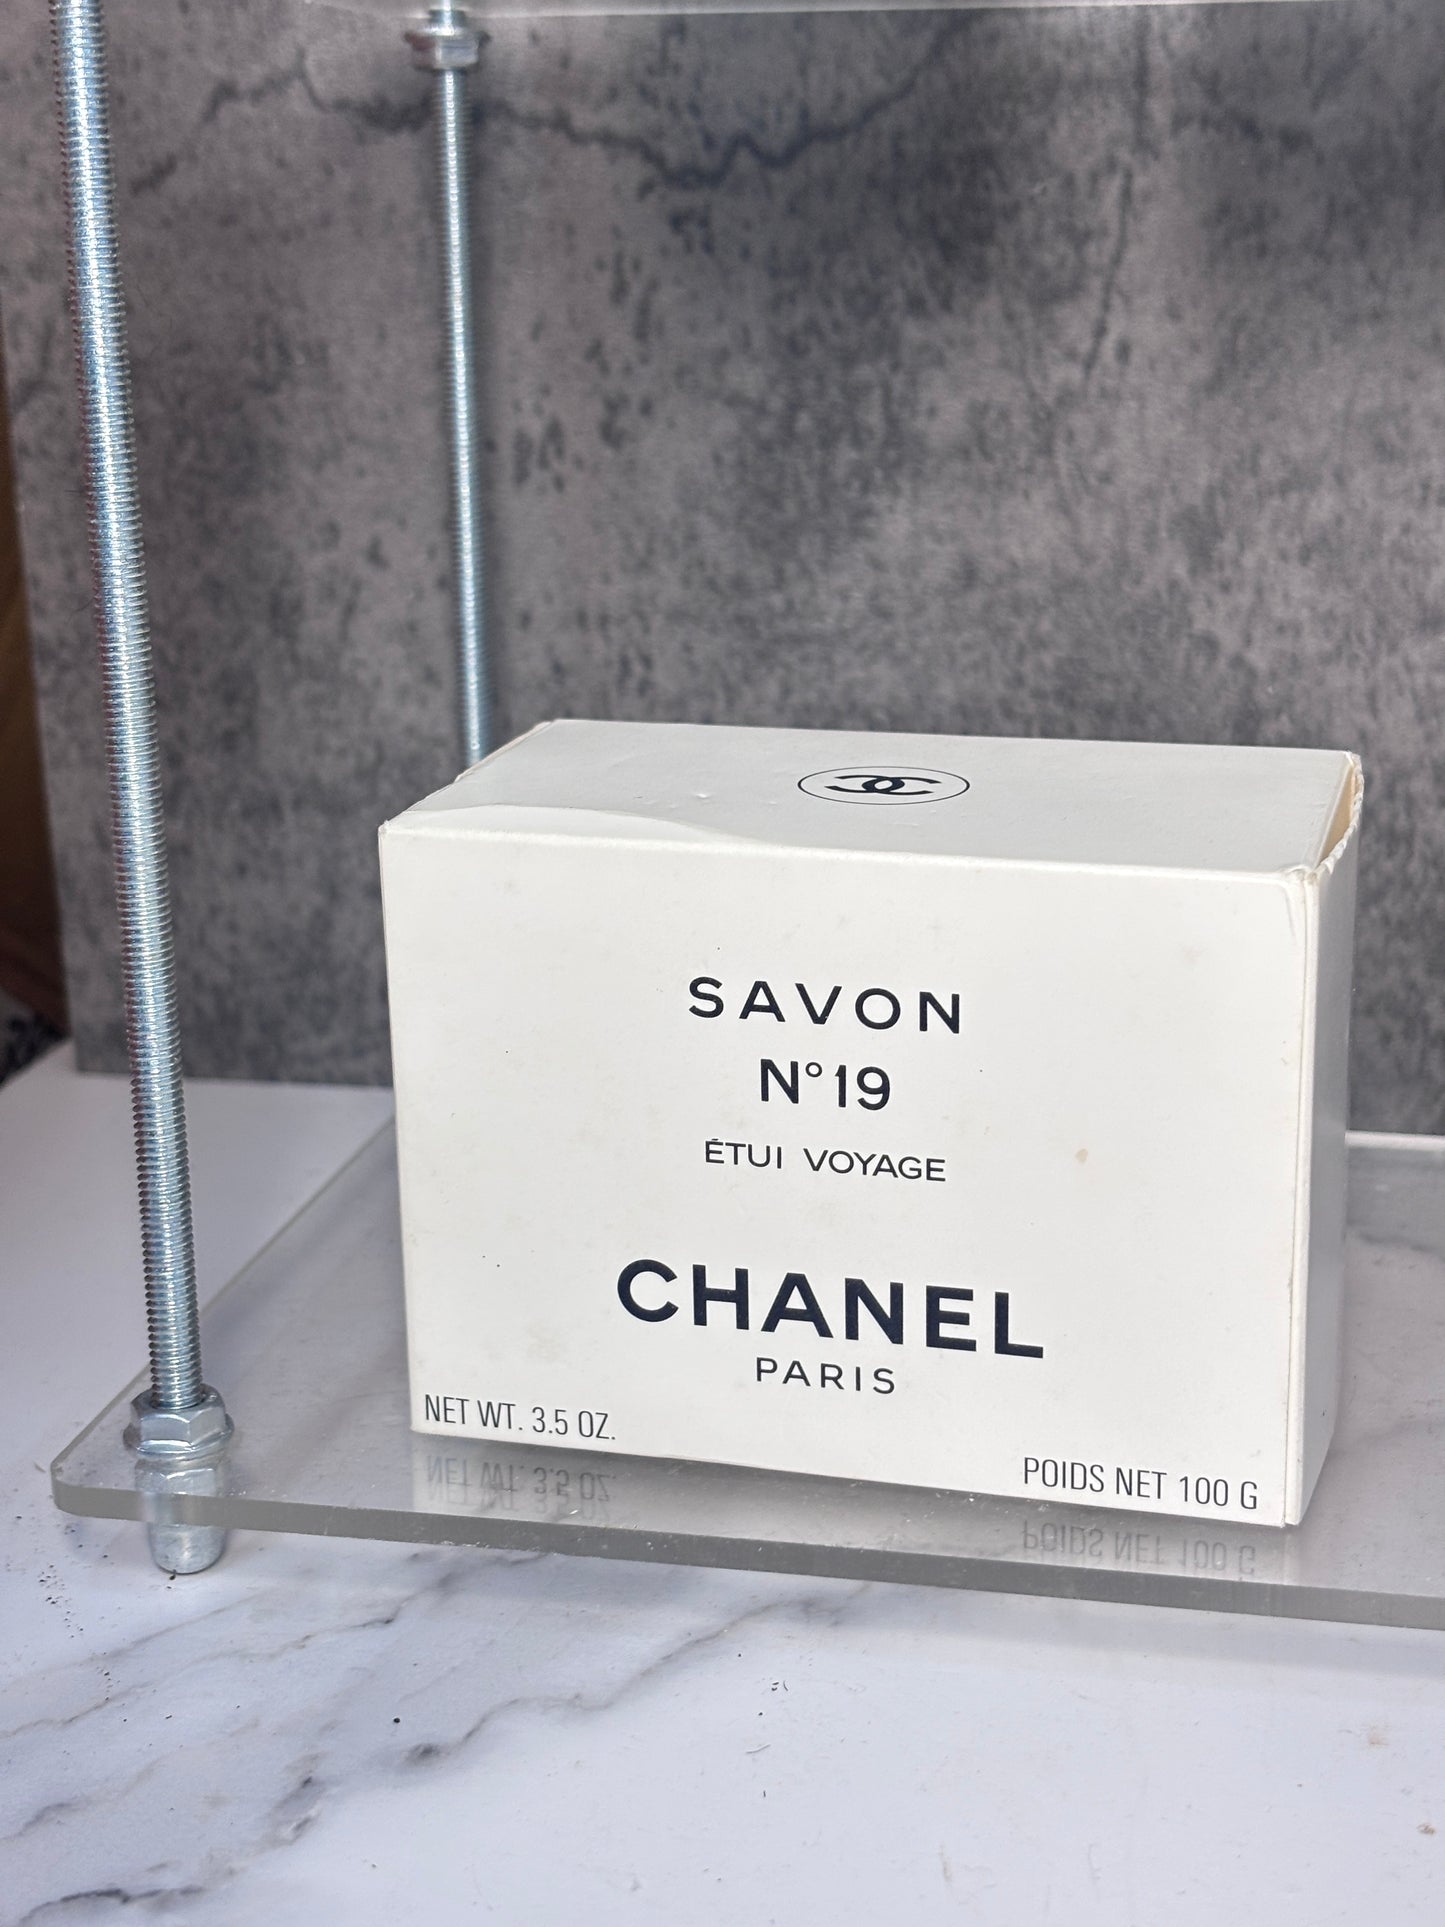 SAVON
N°19
ÉTUI VOYAGE
CHANEL
PARIS
NET WT. 3.5 OZ.
POIDS NET 100 G